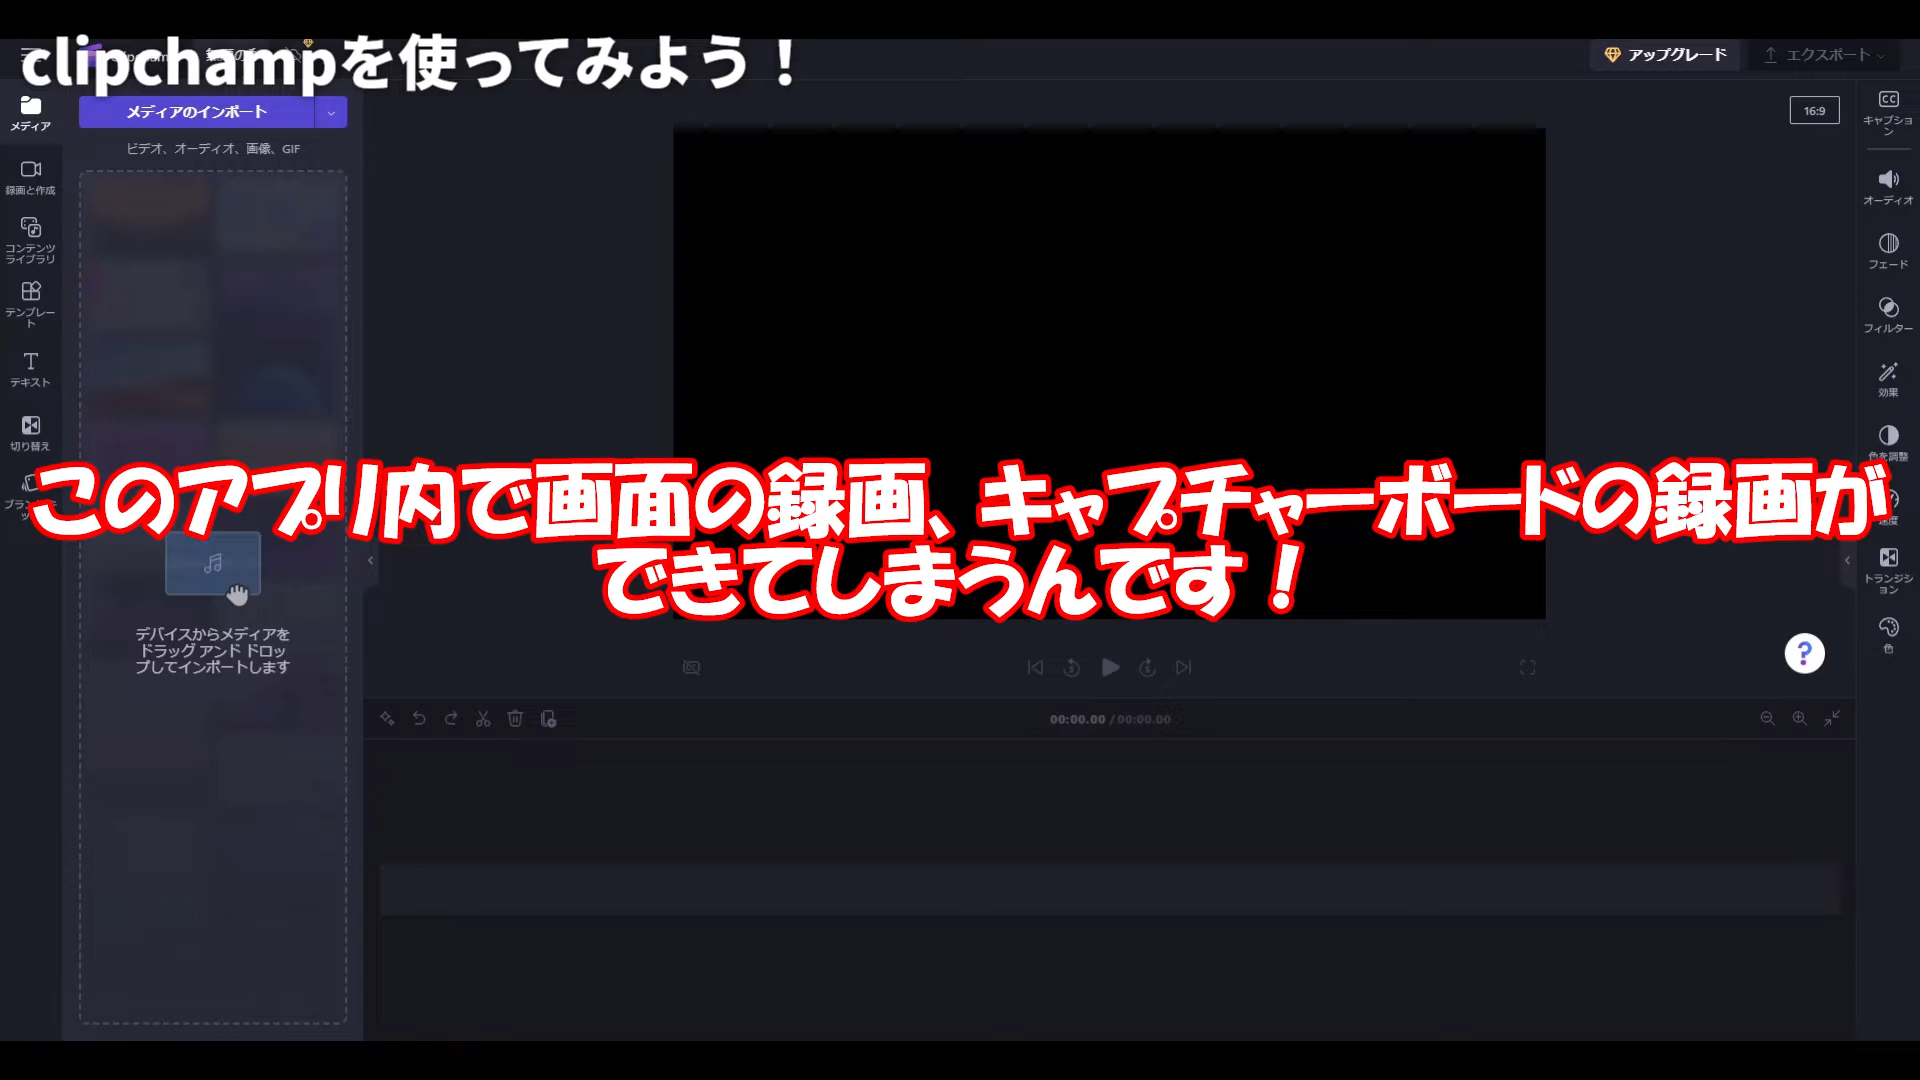 clipchampを使ってみよう！
アップグレード
エクスポート
メディア
メディアのインポート
16:9
キャプション
ビデオ、オーディオ、画像、GIF
録画と作成
オーディオ
コンテンツ
ライブラリ
フェード
テンプレー
ト
フィルター
テキスト
効果
切り替え
色を調整
このアプリ内で画面の録画、キャプチャーボードの録画が
できてしまうんです！
トランジシ
ョン
デバイスからメディアを
ドラッグ アンド ドロッ
プしてインポートします
色
?
00:00.00 / 00:00.00